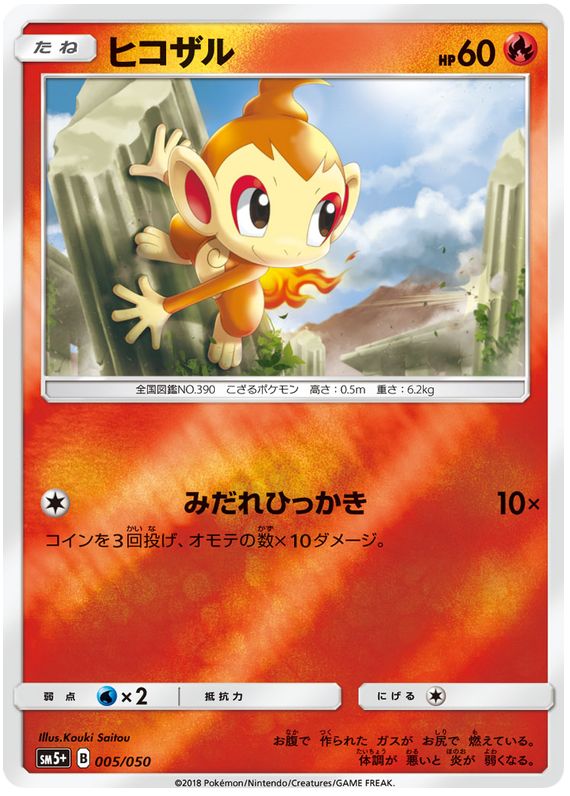 たね ヒコザル HP60
全国図鑑NO.390 こざるポケモン 高さ:0.5m 重さ:6.2kg
みだれひっかき 10×
コインを3回投げ、オモテの数×10ダメージ。
弱点 ×2 抵抗力 にげる
Illus.Kouki Saitou
お腹で 作られた ガスが お尻で 燃えている。
体調が 悪いと 炎が 弱くなる。
SM5+ B 005/050
©2018 Pokémon/Nintendo/Creatures/GAME FREAK.